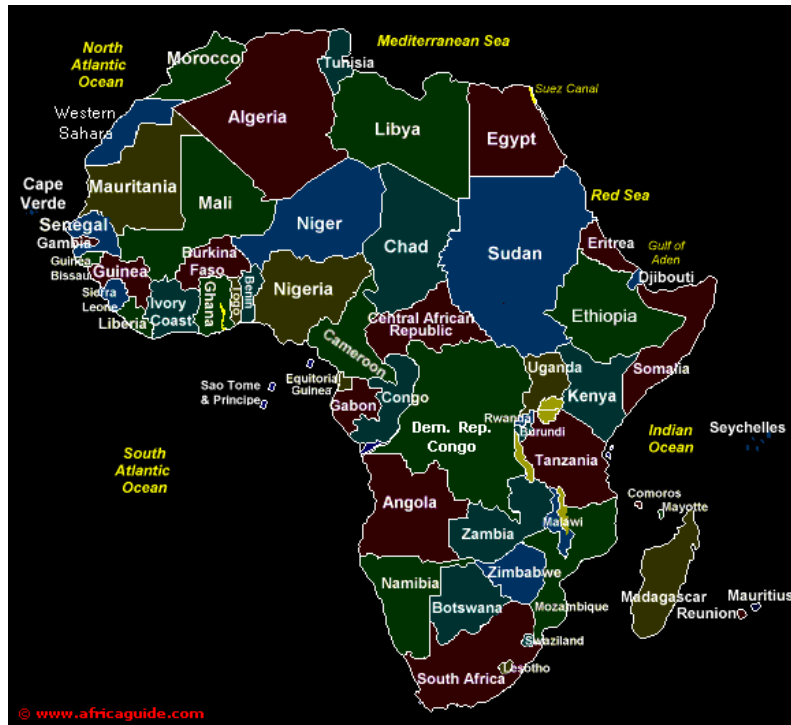 North
Atlantic
Ocean
Mediterranean Sea
Morocco
Tunisia
Suez Canal
Western
Sahara
Algeria
Libya
Egypt
Cape
Verde
Mauritania
Mali
Niger
Chad
Sudan
Red Sea
Senegal
Gambia
Guinea
Bissau
Guinea
Burkina
Faso
Eritrea
Gulf of
Aden
Djibouti
Sierra
Leone
Liberia
Ivory
Coast
Ghana
Togo
Benin
Nigeria
Central African
Republic
Ethiopia
Cameroon
Somalia
Sao Tome
& Principe
Equitorial
Guinea
Gabon
Congo
Dem. Rep.
Congo
Uganda
Kenya
Rwanda
Burundi
Tanzania
Indian
Ocean
Seychelles
South
Atlantic
Ocean
Angola
Zambia
Malawi
Comoros
Mayotte
Namibia
Zimbabwe
Botswana
Mozambique
Madagascar
Reunion
Mauritius
Swaziland
Lesotho
South Africa
© www.africaguide.com